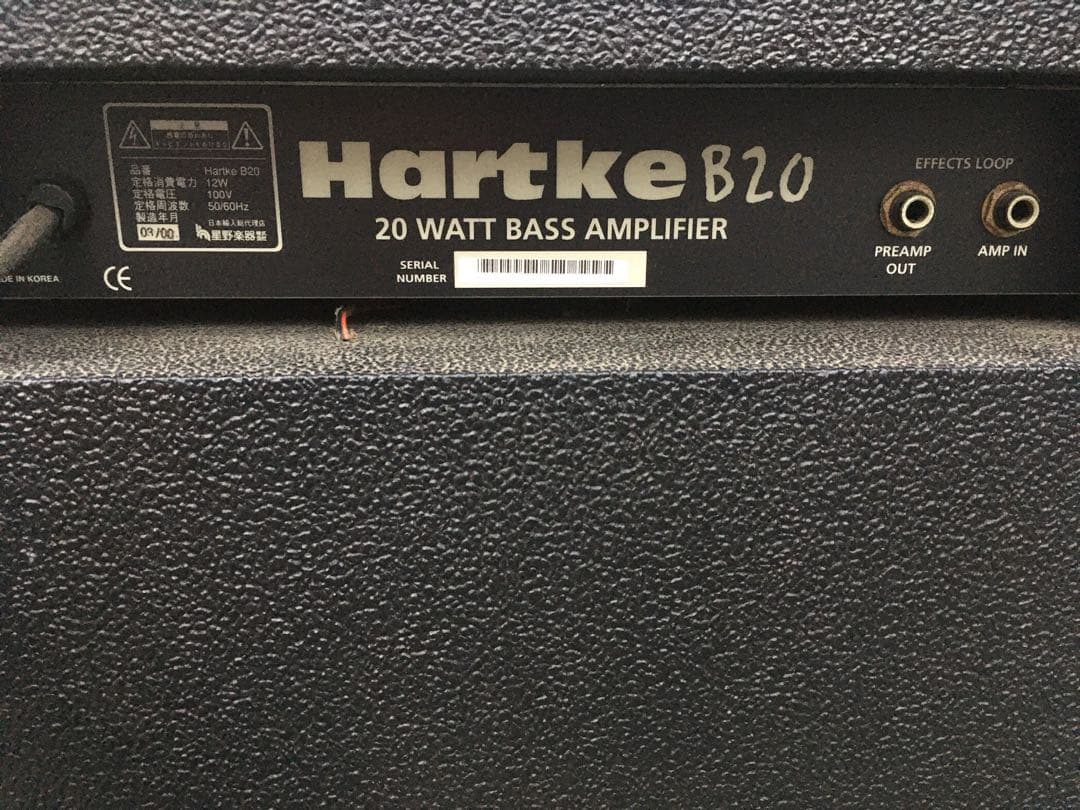 品番 Hartke B20
定格消費電力 12W
定格電圧 100V
定格周波数 50/60Hz
製造年月 日本輸入総代理店
09/00 星野楽器
Hartke B20
20 WATT BASS AMPLIFIER
SERIAL
NUMBER
EFFECTS LOOP
PREAMP
OUT
AMP IN
DE IN KOREA
CE